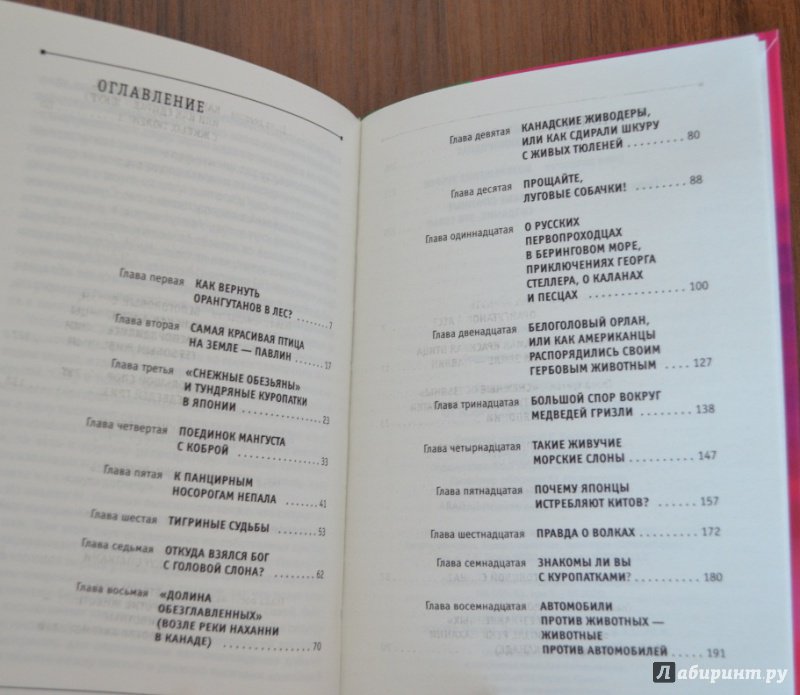 ОГЛАВЛЕНИЕ
Глава первая КАК ВЕРНУТЬ
ОРАНГУТАНОВ В ЛЕС? . . 7
Глава вторая САМАЯ КРАСИВАЯ ПТИЦА
НА ЗЕМЛЕ — ПАВЛИН . . . . 17
Глава третья «СНЕЖНЫЕ ОБЕЗЬЯНЫ»
И ТУНДРЯНЫЕ КУРОПАТКИ
В ЯПОНИИ . . . . . . . . . . 23
Глава четвертая ПОЕДИНОК МАНГУСТА
С КОБРОЙ . . . . . . . . . . 33
Глава пятая К ПАНЦИРНЫМ
НОСОРОГАМ НЕПАЛА . . . . 41
Глава шестая ТИГРИНЫЕ СУДЬБЫ . . . . 53
Глава седьмая ОТКУДА ВЗЯЛСЯ БОГ
С ГОЛОВОЙ СЛОНА? . . . . 62
Глава восьмая «ДОЛИНА
ОБЕЗГЛАВЛЕННЫХ»
(ВОЗЛЕ РЕКИ НАХАННИ
В КАНАДЕ) . . . . . . . . . . 70
Глава девятая КАНАДСКИЕ ЖИВОДЕРЫ,
ИЛИ КАК СДИРАЛИ ШКУРУ
С ЖИВЫХ ТЮЛЕНЕЙ . . . . . . . 80
Глава десятая ПРОЩАЙТЕ,
ЛУГОВЫЕ СОБАЧКИ! . . . . . . 88
Глава одиннадцатая О РУССКИХ
ПЕРВОПРОХОДЦАХ
В БЕРИНГОВОМ МОРЕ,
ПРИКЛЮЧЕНИЯХ ГЕОРГА
СТЕЛЛЕРА, О КАЛАНАХ
И ПЕСЦАХ . . . . . . . . . . 100
Глава двенадцатая БЕЛОГОЛОВЫЙ ОРЛАН,
ИЛИ КАК АМЕРИКАНЦЫ
РАСПОРЯДИЛИСЬ СВОИМ
ГЕРБОВЫМ ЖИВОТНЫМ . . 127
Глава тринадцатая БОЛЬШОЙ СПОР ВОКРУГ
МЕДВЕДЕЙ ГРИЗЛИ . . . . . 138
Глава четырнадцатая ТАКИЕ ЖИВУЧИЕ
МОРСКИЕ СЛОНЫ . . . . . . . 147
Глава пятнадцатая ПОЧЕМУ ЯПОНЦЫ
ИСТРЕБЛЯЮТ КИТОВ? . . . 157
Глава шестнадцатая ПРАВДА О ВОЛКАХ . . . . . 172
Глава семнадцатая ЗНАКОМЫ ЛИ ВЫ
С КУРОПАТКАМИ? . . . . . . . 180
Глава восемнадцатая АВТОМОБИЛИ
ПРОТИВ ЖИВОТНЫХ —
ЖИВОТНЫЕ
ПРОТИВ АВТОМОБИЛЕЙ . . . . 191
Лабиринт.ру